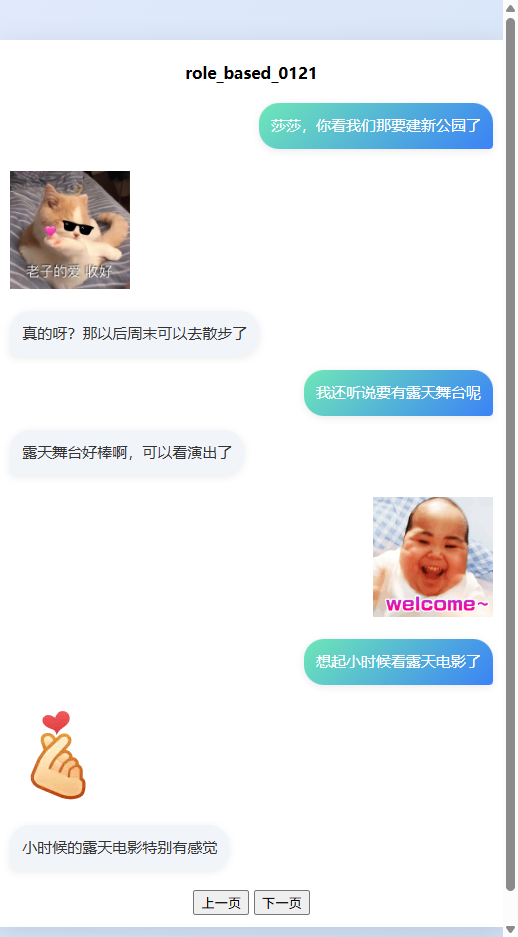 role_based_0121
莎莎，你看我们那要建新公园了
老子的爱 收好
真的呀？那以后周末可以去散步了
我还听说要有露天舞台呢
露天舞台好棒啊，可以看演出了
welcome~
想起小时候看露天电影了
小时候的露天电影特别有感觉
上一页 下一页